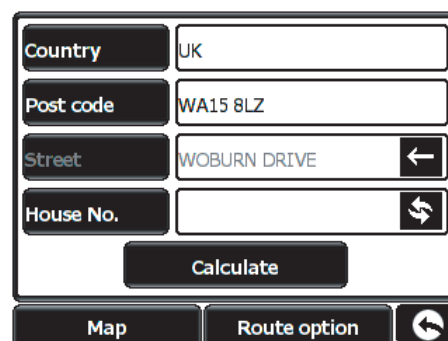 Country UK
Post code WA15 8LZ
Street WOBURN DRIVE
House No.
Calculate
Map Route option